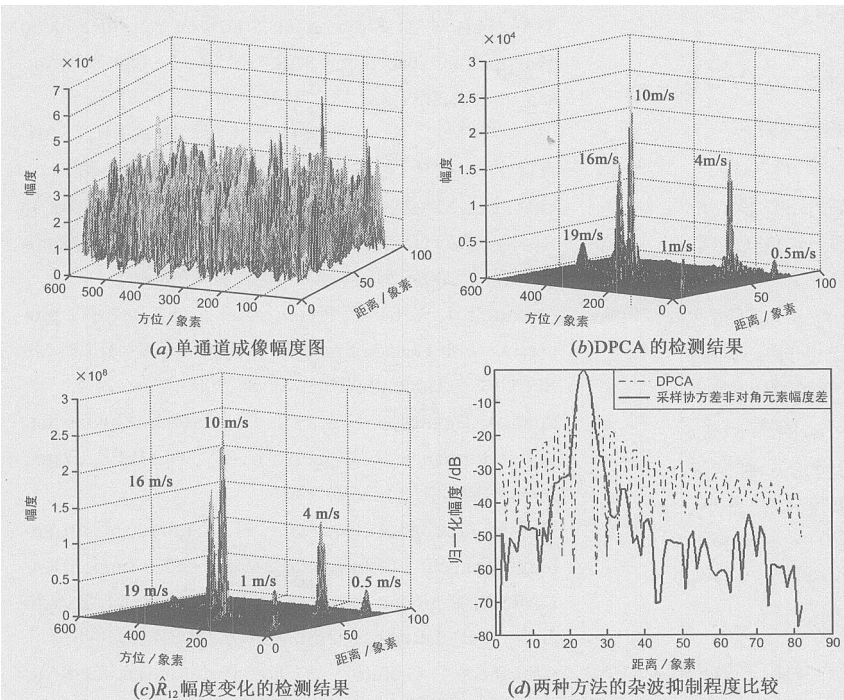 ×10⁴
7
6
5
4
3
2
1
0
幅度
600
500
400
300
200
100
0
方位 / 象素
0
50
100
距离 / 象素
(a)单通道成像幅度图
×10⁴
3
2.5
2
1.5
1
0.5
0
幅度
10m/s
16m/s
4m/s
19m/s
1m/s
0.5m/s
600
400
200
0
方位 / 象素
0
50
100
距离 / 象素
(b)DPCA 的检测结果
×10⁸
3
2.5
2
1.5
1
0.5
0
幅度
10 m/s
16 m/s
4 m/s
19 m/s
1 m/s
0.5 m/s
600
400
200
0
方位 / 象素
0
50
100
距离 / 象素
(c)R̂₁₂幅度变化的检测结果
0
-10
-20
-30
-40
-50
-60
-70
-80
归一化幅度 /dB
DPCA
采样协方差非对角元素幅度差
0
10
20
30
40
50
60
70
80
90
距离 / 象素
(d)两种方法的杂波抑制程度比较